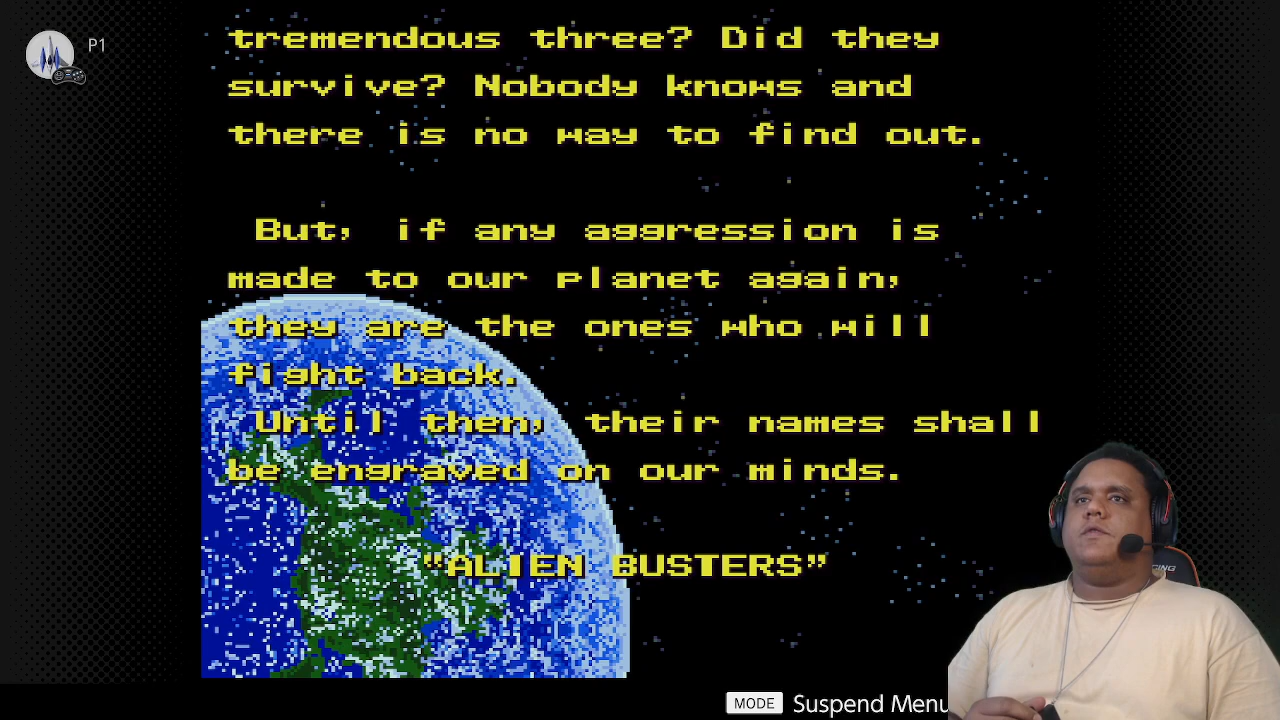 P1
tremendous three? Did they
survive? Nobody knows and
there is no way to find out.
But, if any aggression is
made to our planet again,
they are the ones who will
fight back.
Until then, their names shall
be engraved on our minds.
"ALIEN BUSTERS"
MODE Suspend Menu